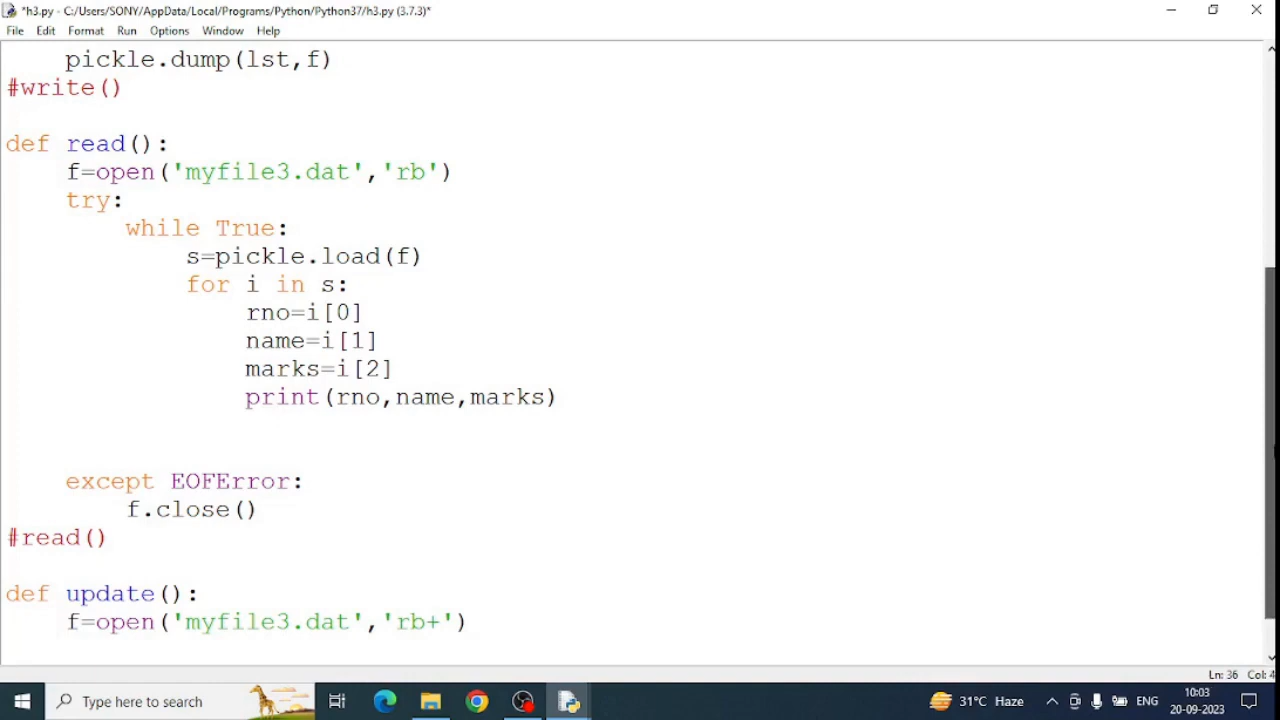 *h3.py - C:/Users/SONY/AppData/Local/Programs/Python/Python37/h3.py (3.7.3)*
File Edit Format Run Options Window Help
pickle.dump(lst,f)
#write()
def read():
f=open('myfile3.dat','rb')
try:
while True:
s=pickle.load(f)
for i in s:
rno=i[0]
name=i[1]
marks=i[2]
print(rno,name,marks)
except EOFError:
f.close()
#read()
def update():
f=open('myfile3.dat','rb+')
Ln: 36 Col: 4
Type here to search
31°C Haze
ENG
10:03
20-09-2023